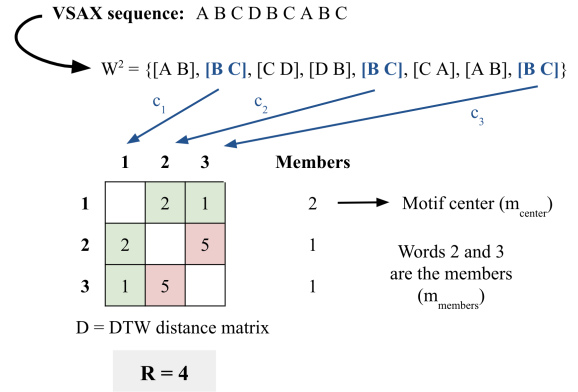 VSAX sequence: A B C D B C A B C
W² = {[A B], [B C], [C D], [D B], [B C], [C A], [A B], [B C]}
c₁ c₂ c₃
1 2 3 Members
1 2 1 2 Motif center (m_center)
2 2 5 1 Words 2 and 3
are the members
3 1 5 1 (m_members)
D = DTW distance matrix
R = 4